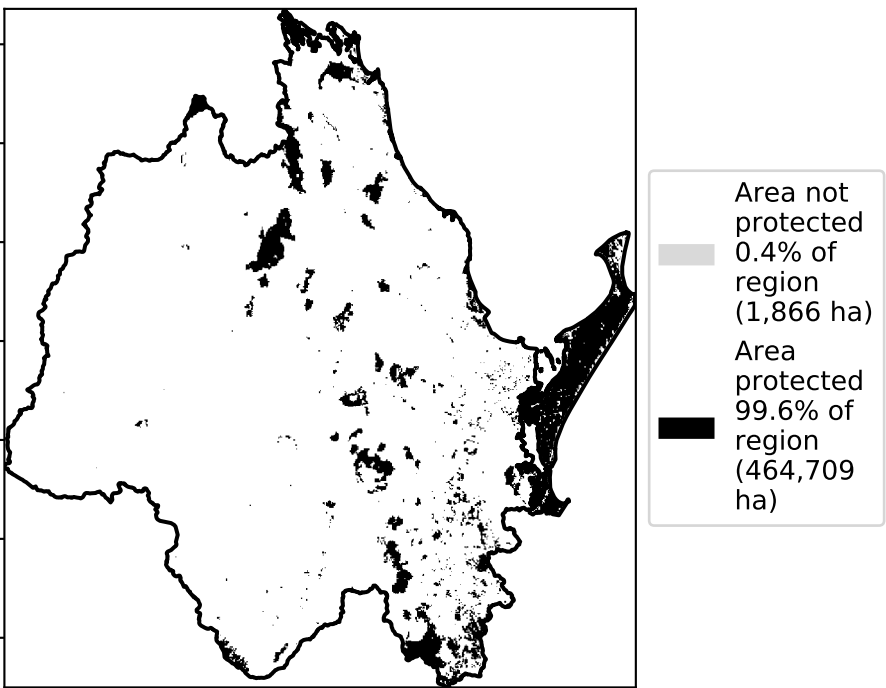 Area not
protected
0.4% of
region
(1,866 ha)
Area
protected
99.6% of
region
(464,709
ha)